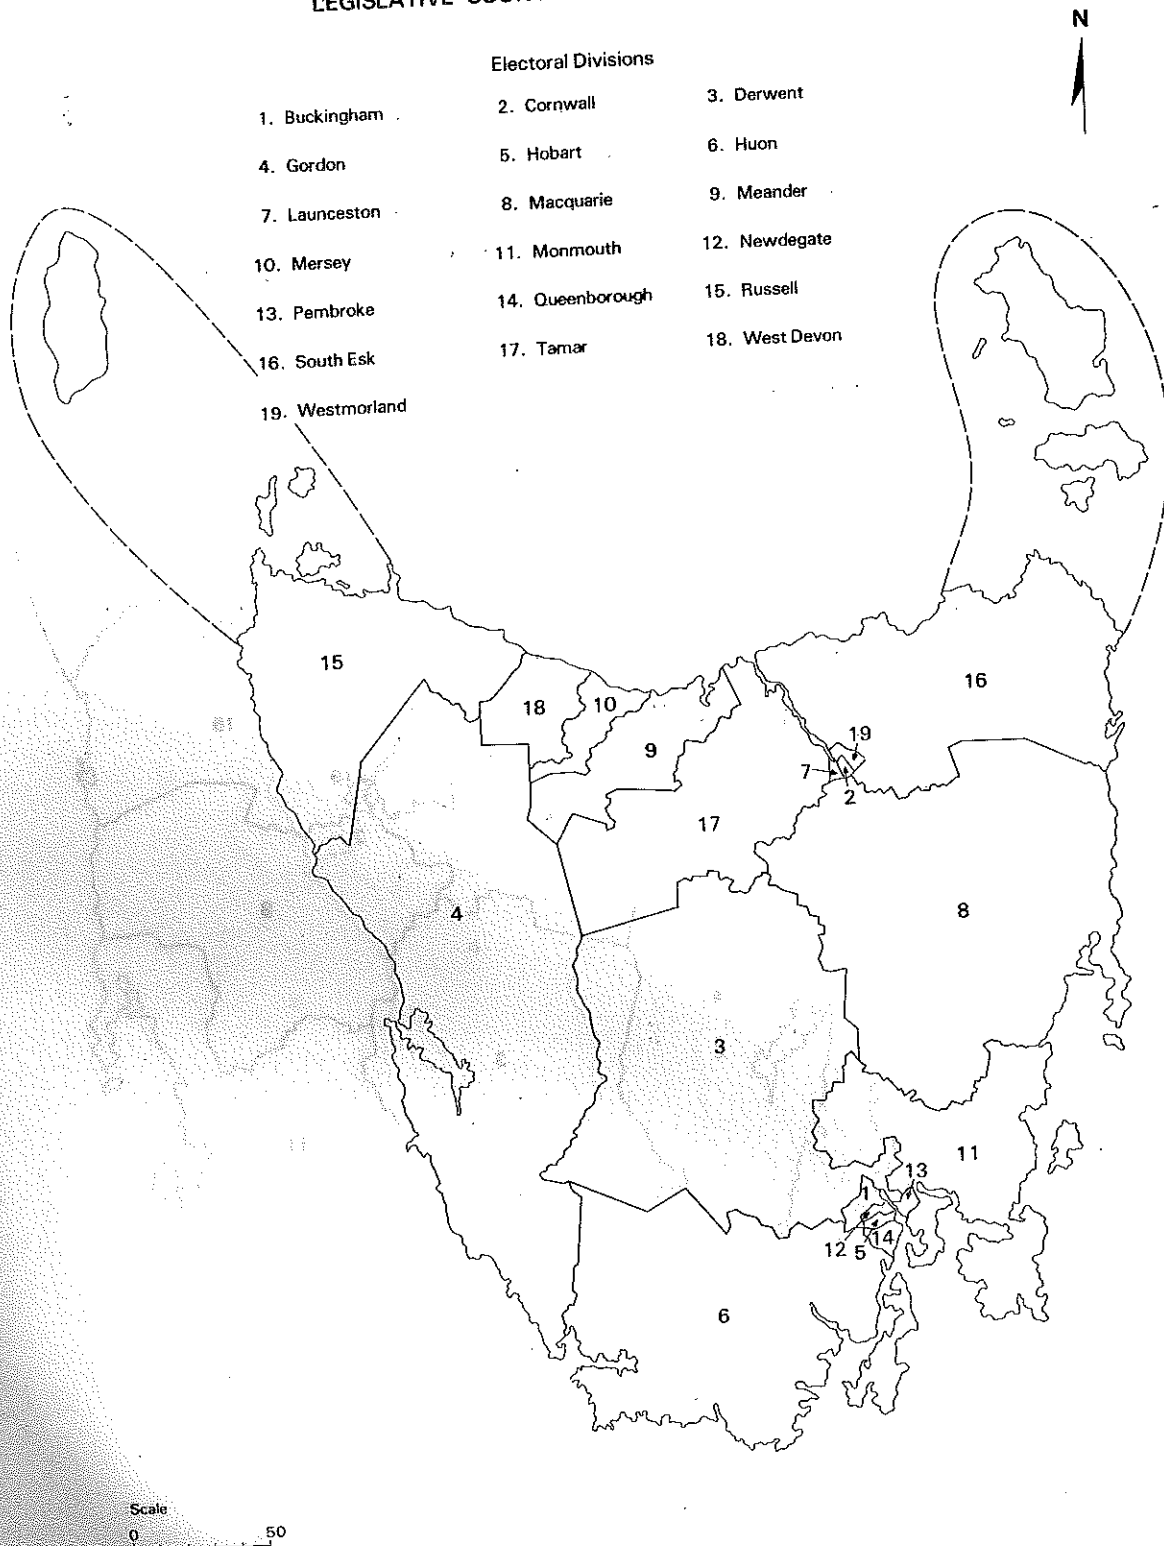 LEGISLATIVE
N
Electoral Divisions
1. Buckingham 2. Cornwall 3. Derwent
4. Gordon 5. Hobart 6. Huon
7. Launceston 8. Macquarie 9. Meander
10. Mersey 11. Monmouth 12. Newdegate
13. Pembroke 14. Queenborough 15. Russell
16. South Esk 17. Tamar 18. West Devon
19. Westmorland
15
16
18
10
9
19
7
2
17
4
8
3
11
13
1
12
5
14
6
Scale
0 50